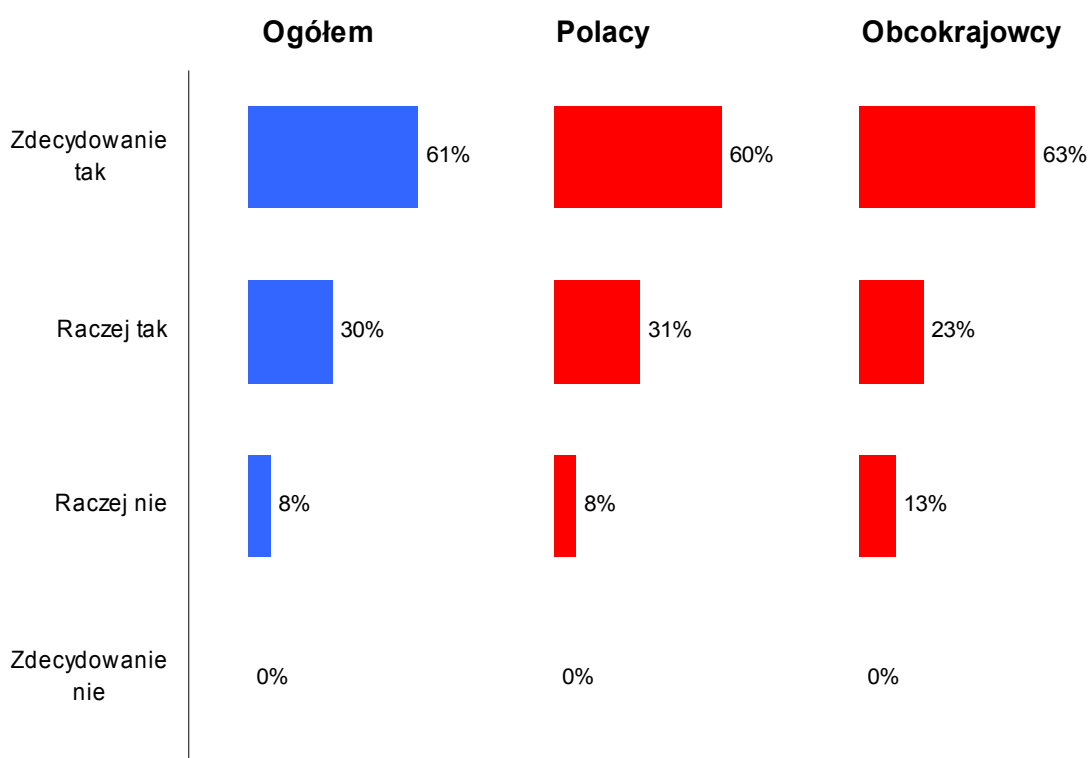 Ogółem Polacy Obcokrajowcy
Zdecydowanie
tak
61% 60% 63%
Raczej tak 30% 31% 23%
Raczej nie 8% 8% 13%
Zdecydowanie
nie
0% 0% 0%